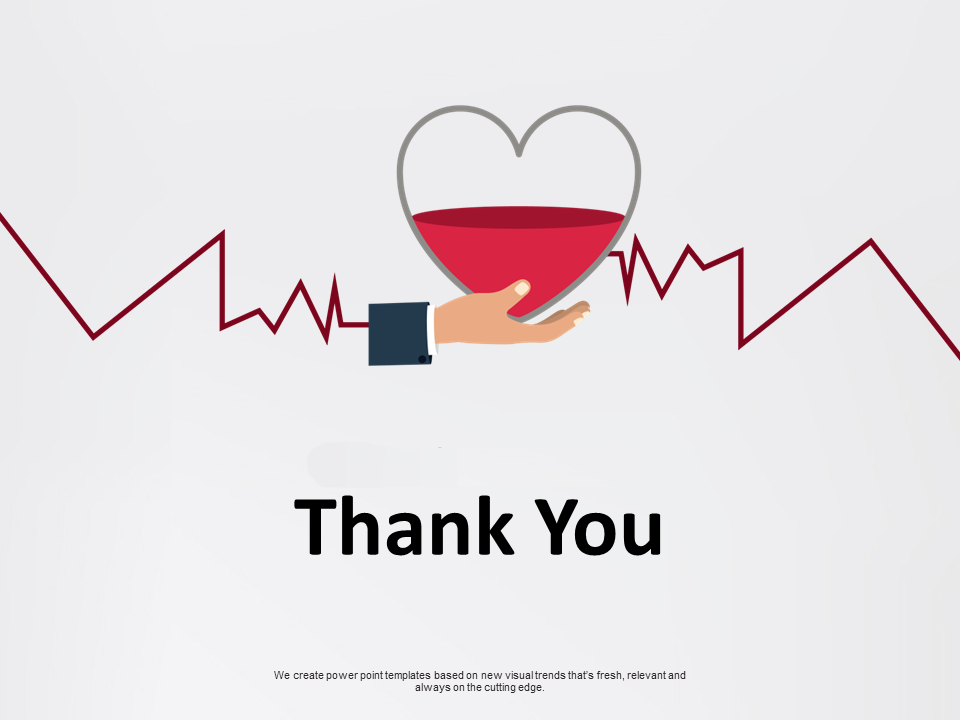 Thank You
We create power point templates based on new visual trends that's fresh, relevant and
always on the cutting edge.